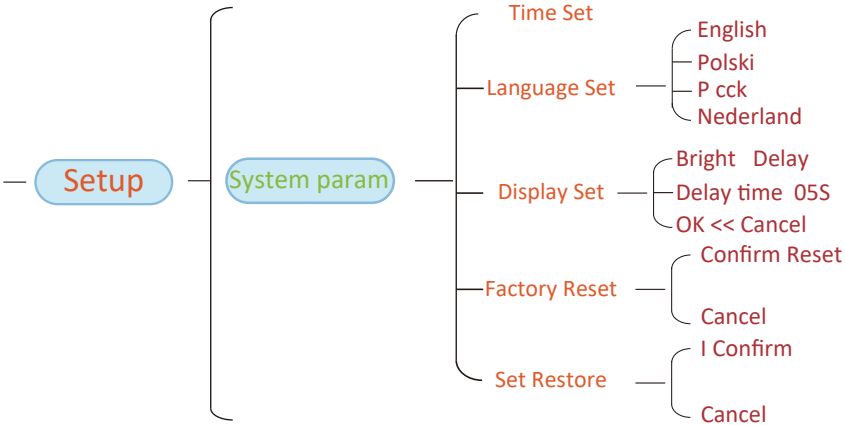 Setup
System param
Time Set
Language Set
English
Polski
P cck
Nederland
Display Set
Bright Delay
Delay time 05S
OK << Cancel
Factory Reset
Confirm Reset
Cancel
Set Restore
I Confirm
Cancel